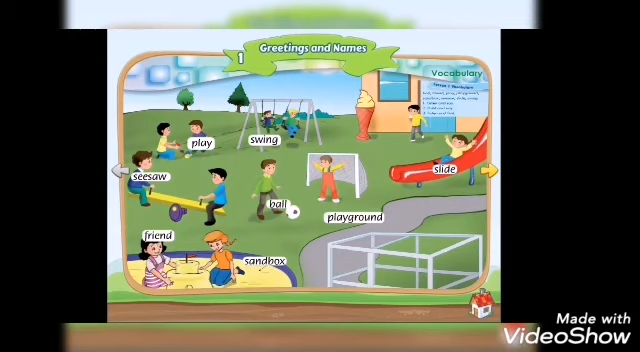 1
Greetings and Names
Vocabulary
play
swing
seesaw
slide
ball
playground
friend
sandbox
Made with
VideoShow